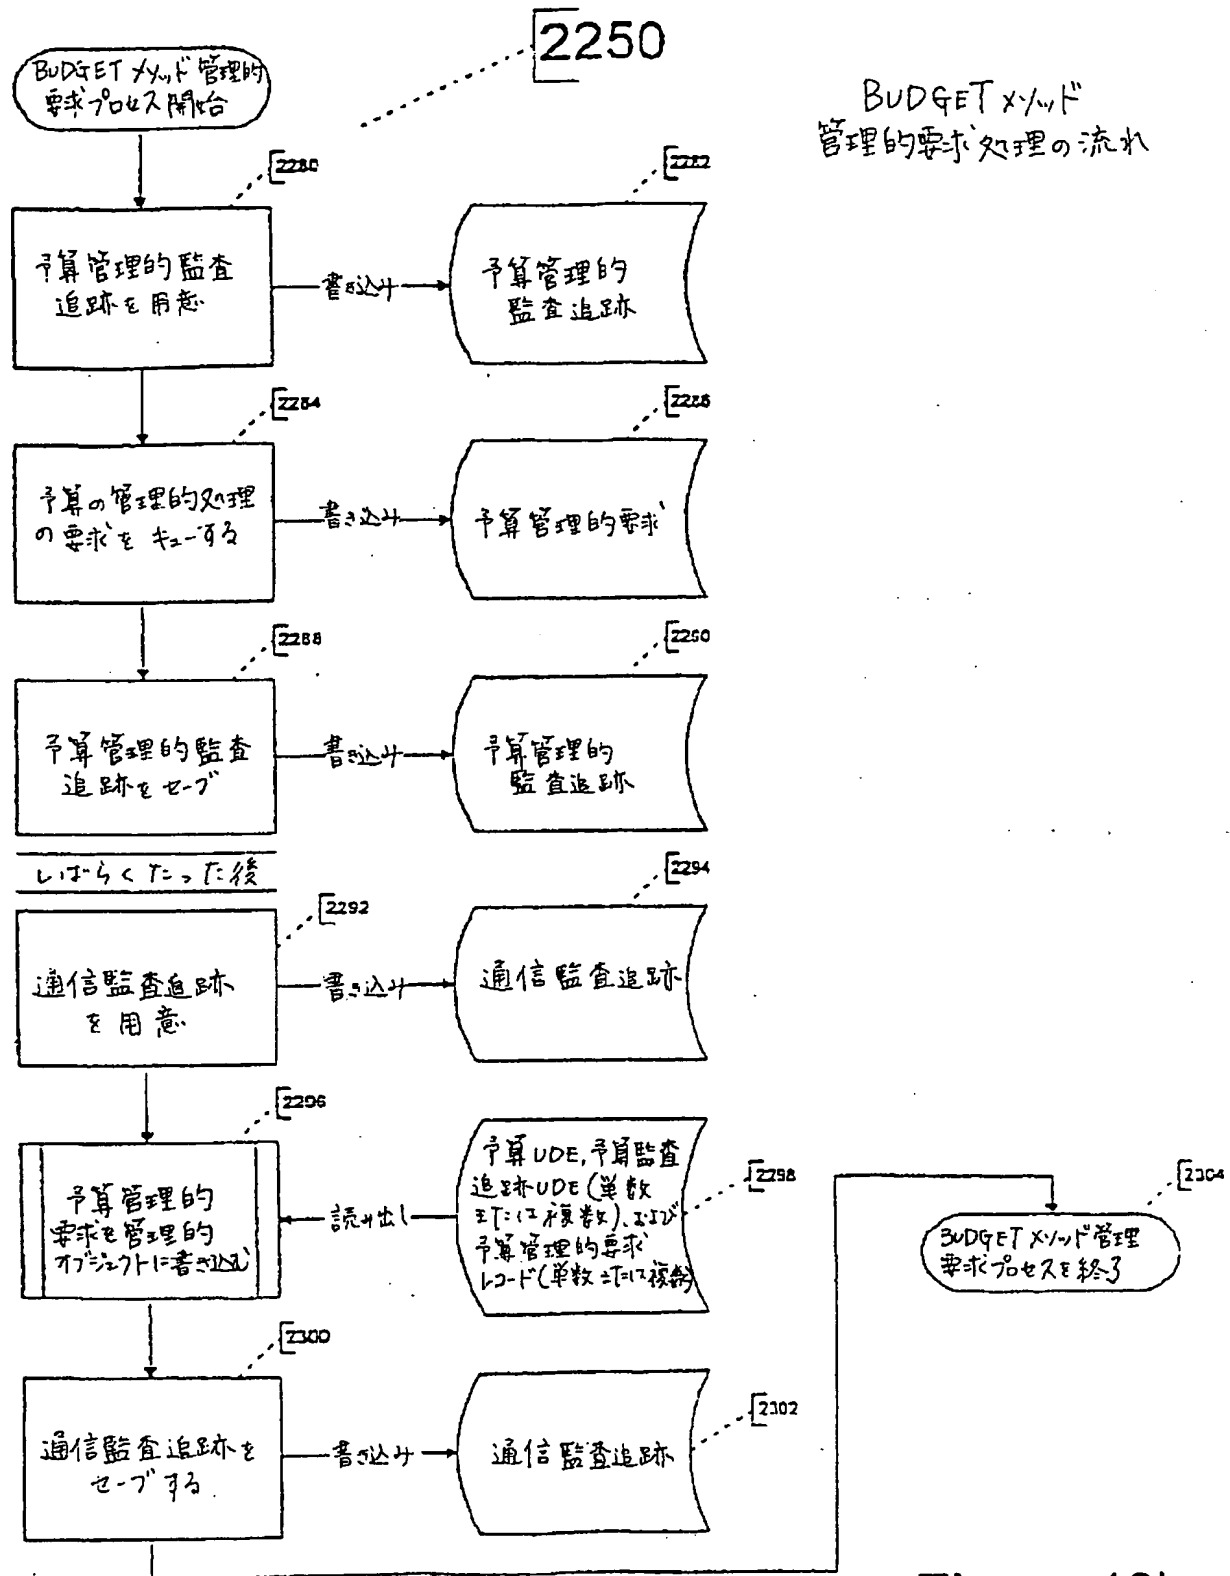 2250
BUDGET メソッド
管理的要求処理の流れ
BUDGET メソッド管理的
要求プロセス開始
2280
予算管理的監査
追跡を用意
書き込み
2282
予算管理的
監査追跡
2284
予算の管理的処理
の要求をキューする
書き込み
2286
予算管理的要求
2288
予算管理的監査
追跡をセーブ
書き込み
2290
予算管理的
監査追跡
しばらくたった後
2292
通信監査追跡
を用意
書き込み
2294
通信監査追跡
2296
予算管理的
要求を管理的
オブジェクトに書き込む
読み出し
2298
予算UDE,予算監査
追跡UDE(単数
または複数)、および
予算管理的要求
レコード(単数または複数)
2300
通信監査追跡を
セーブする
書き込み
2302
通信監査追跡
2304
BUDGETメソッド管理
要求プロセスを終了